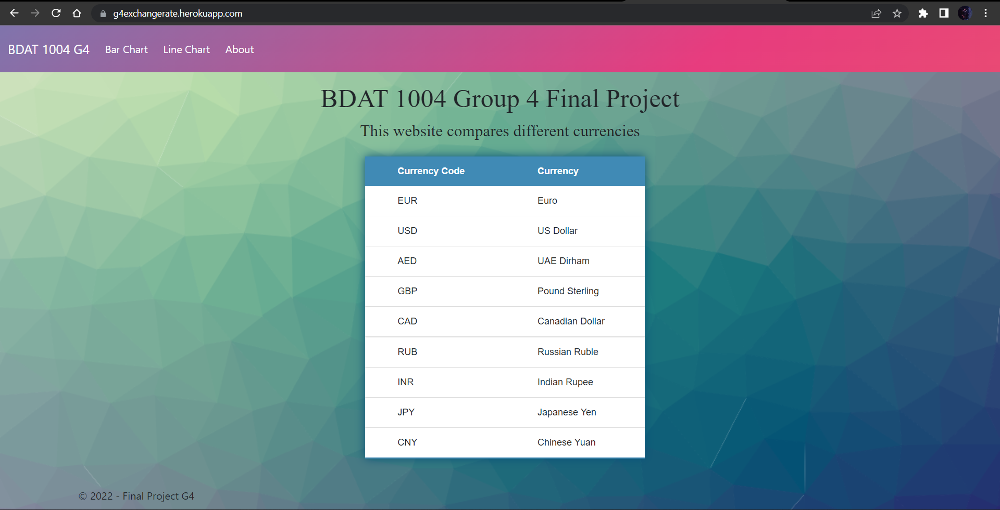 g4exchangerate.herokuapp.com
BDAT 1004 G4 Bar Chart Line Chart About
BDAT 1004 Group 4 Final Project
This website compares different currencies
Currency Code Currency
EUR Euro
USD US Dollar
AED UAE Dirham
GBP Pound Sterling
CAD Canadian Dollar
RUB Russian Ruble
INR Indian Rupee
JPY Japanese Yen
CNY Chinese Yuan
© 2022 - Final Project G4